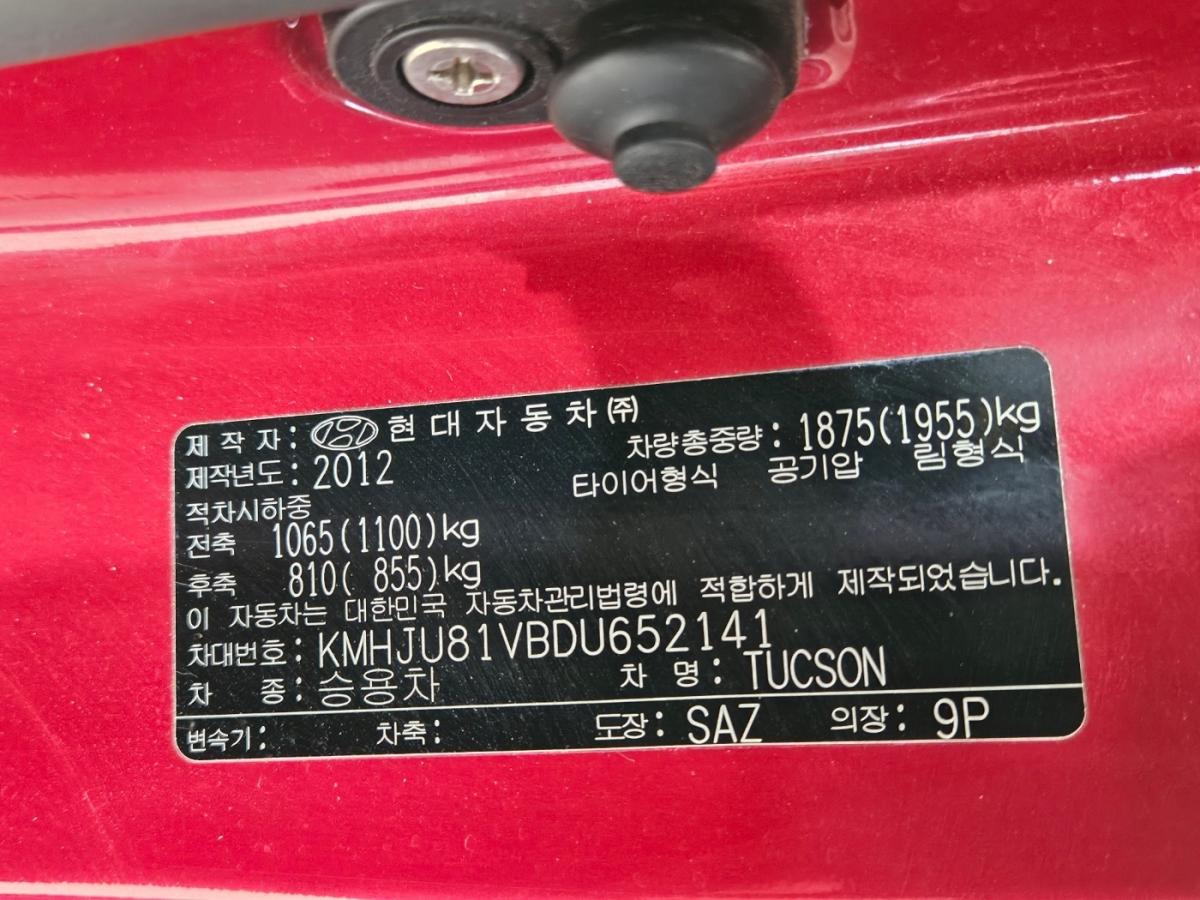 제 작 자 : 현대자동차㈜
차량총중량 : 1875(1955)kg
제작년도 : 2012
타이어형식 공기압 림형식
적차시하중
전축 1065(1100)kg
후축 810( 855)kg
이 자동차는 대한민국 자동차관리법령에 적합하게 제작되었습니다.
차대번호 : KMHJU81VBDU652141
차 종 : 승용차 차 명 : TUCSON
변속기 : 차축 : 도장 : SAZ 의장 : 9P